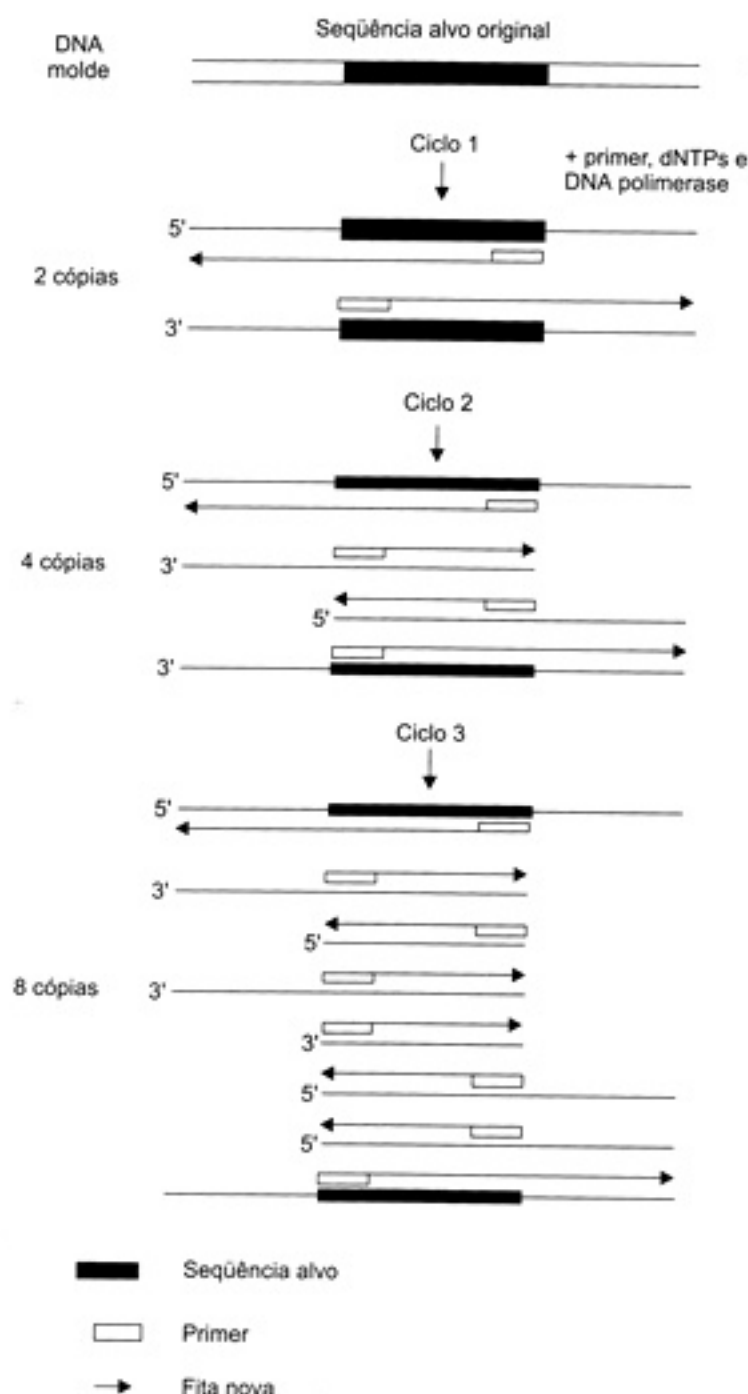 DNA
molde
Seqüência alvo original
Ciclo 1
+ primer, dNTPs e
DNA polimerase
5'
2 cópias
3'
Ciclo 2
5'
4 cópias
3'
5'
3'
Ciclo 3
5'
3'
5'
8 cópias
3'
3'
5'
5'
Seqüência alvo
Primer
Fita nova